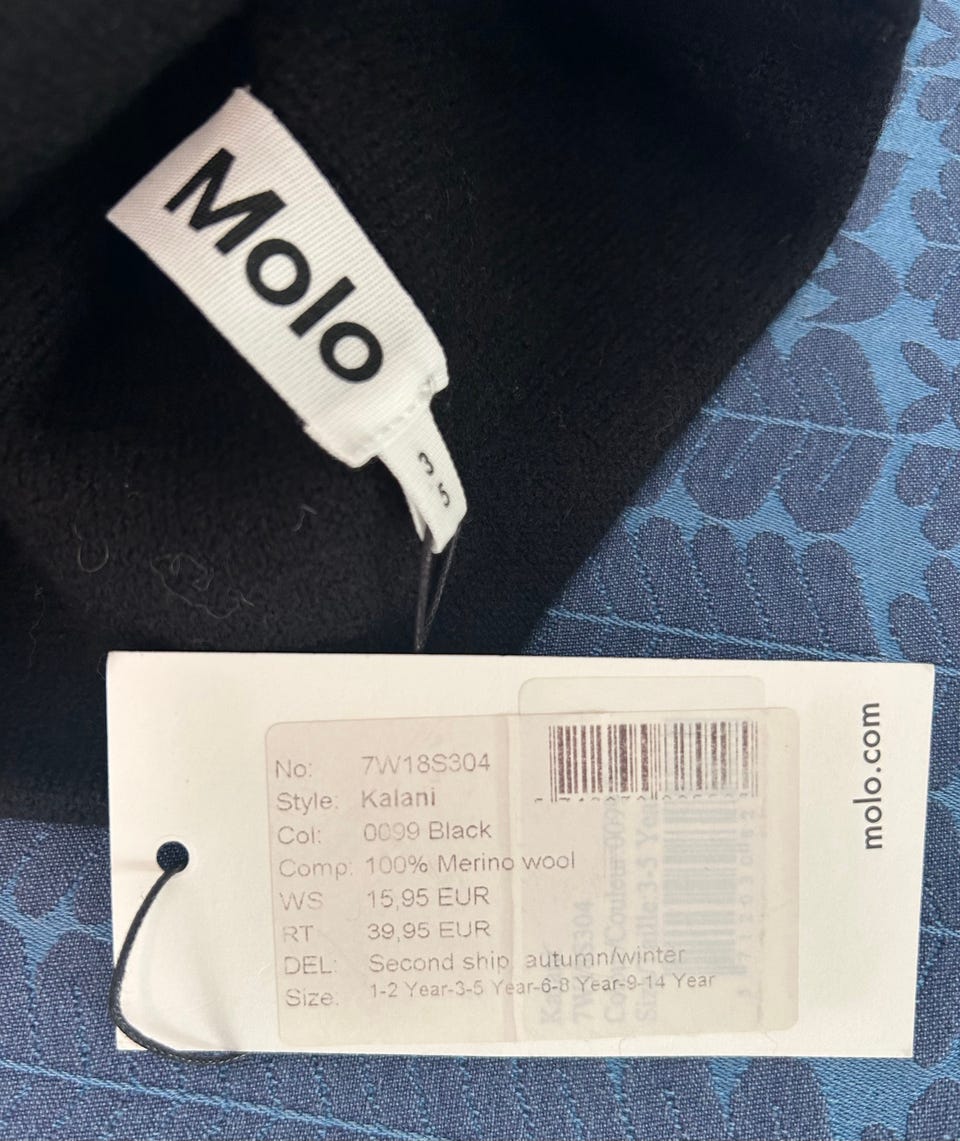 Molo
3
5
molo.com
No: 7W18S304
Style: Kalani
Col: 0099 Black
Comp: 100% Merino wool
WS 15,95 EUR
RT 39,95 EUR
DEL: Second ship autumn/winter
Size: 1-2 Year-3-5 Year-6-8 Year-9-14 Year